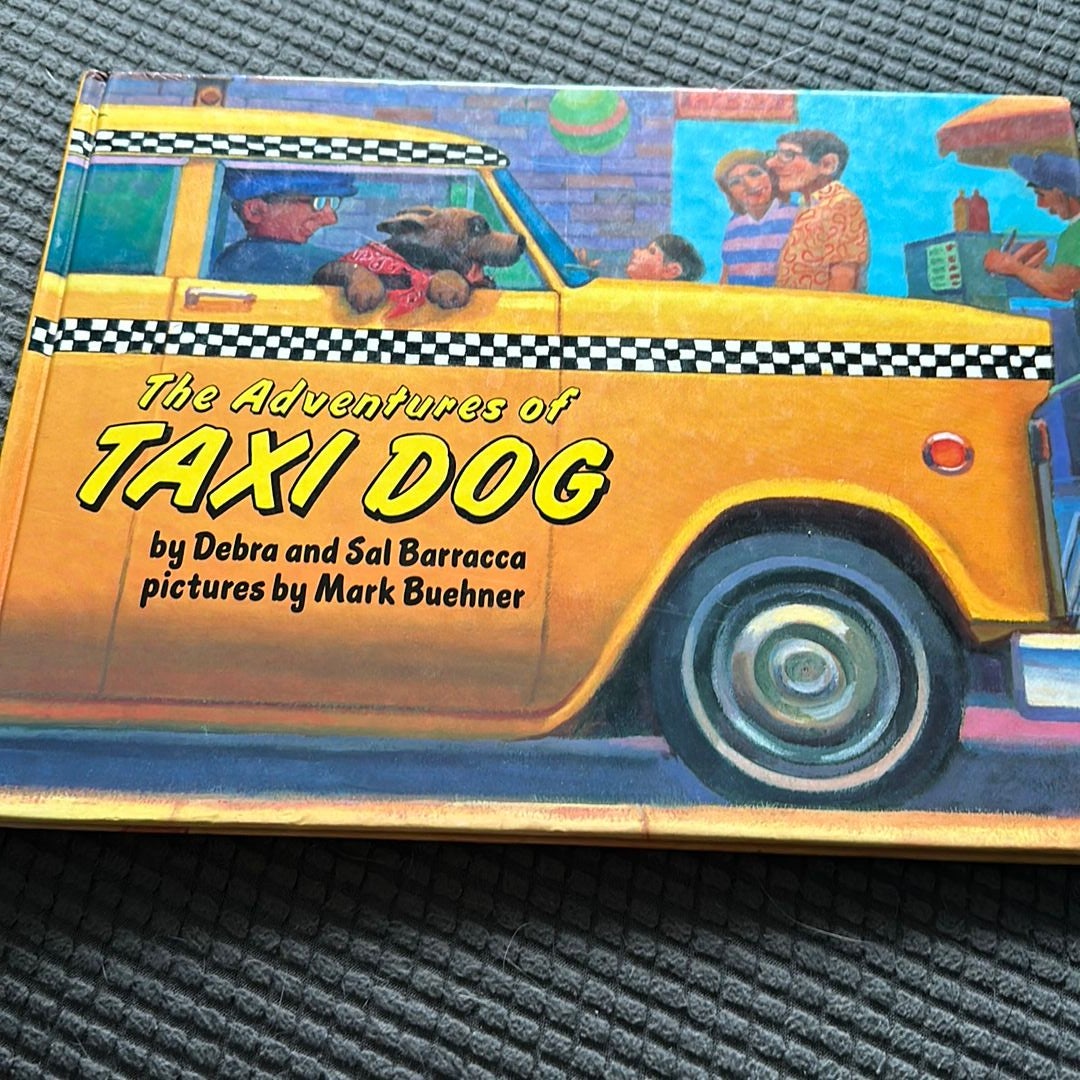 The Adventures of
TAXI DOG
by Debra and Sal Barracca
pictures by Mark Buehner